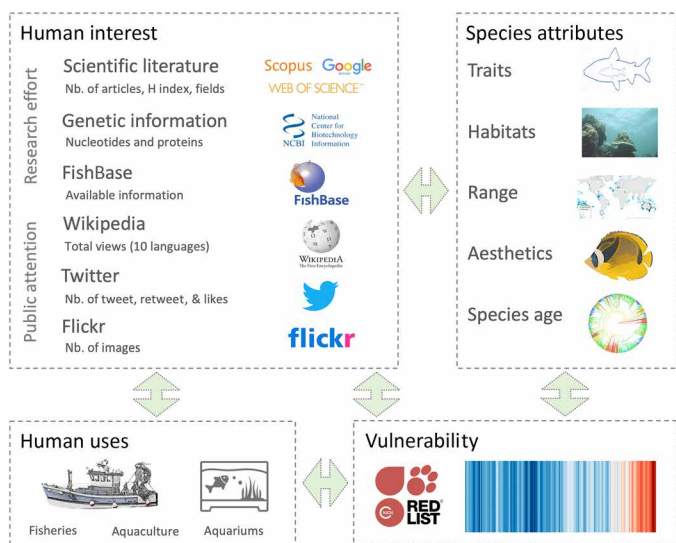 Human interest
Research effort
Scientific literature
Nb. of articles, H index, fields
Scopus Google
WEB OF SCIENCE™
Genetic information
Nucleotides and proteins
NCBI
National
Center for
Biotechnology
Information
FishBase
Available information
FishBase
Public attention
Wikipedia
Total views (10 languages)
WIKIPEDIA
The Free Encyclopedia
Twitter
Nb. of tweet, retweet, & likes
Flickr
Nb. of images
flickr
Species attributes
Traits
Habitats
Range
Aesthetics
Species age
Human uses
Fisheries
Aquaculture
Aquariums
Vulnerability
IUCN
RED
LIST